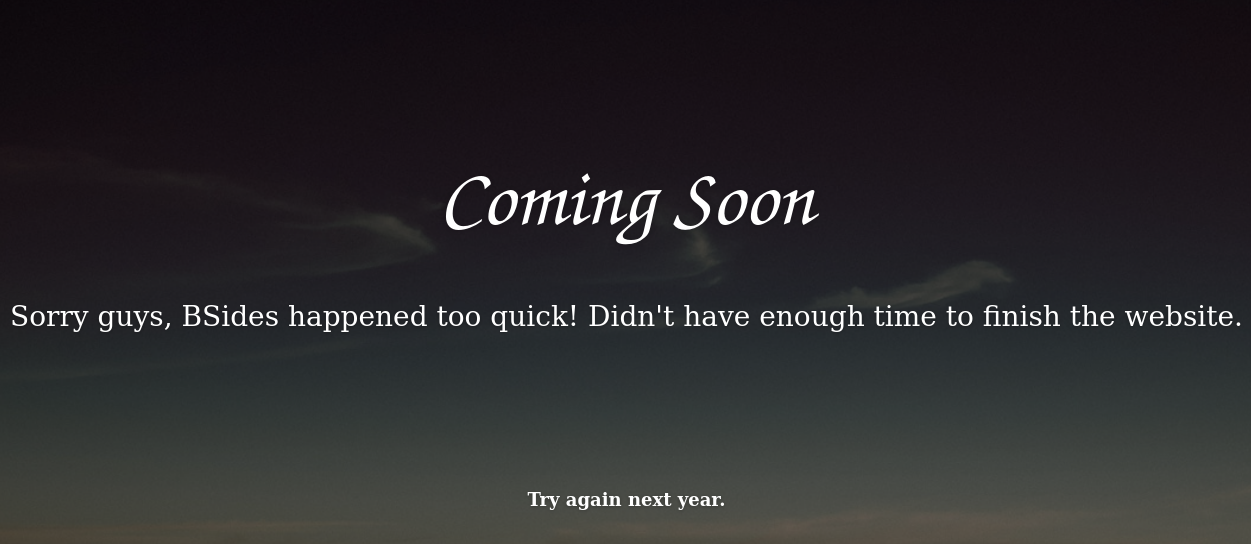 Coming Soon
Sorry guys, BSides happened too quick! Didn't have enough time to finish the website.
Try again next year.